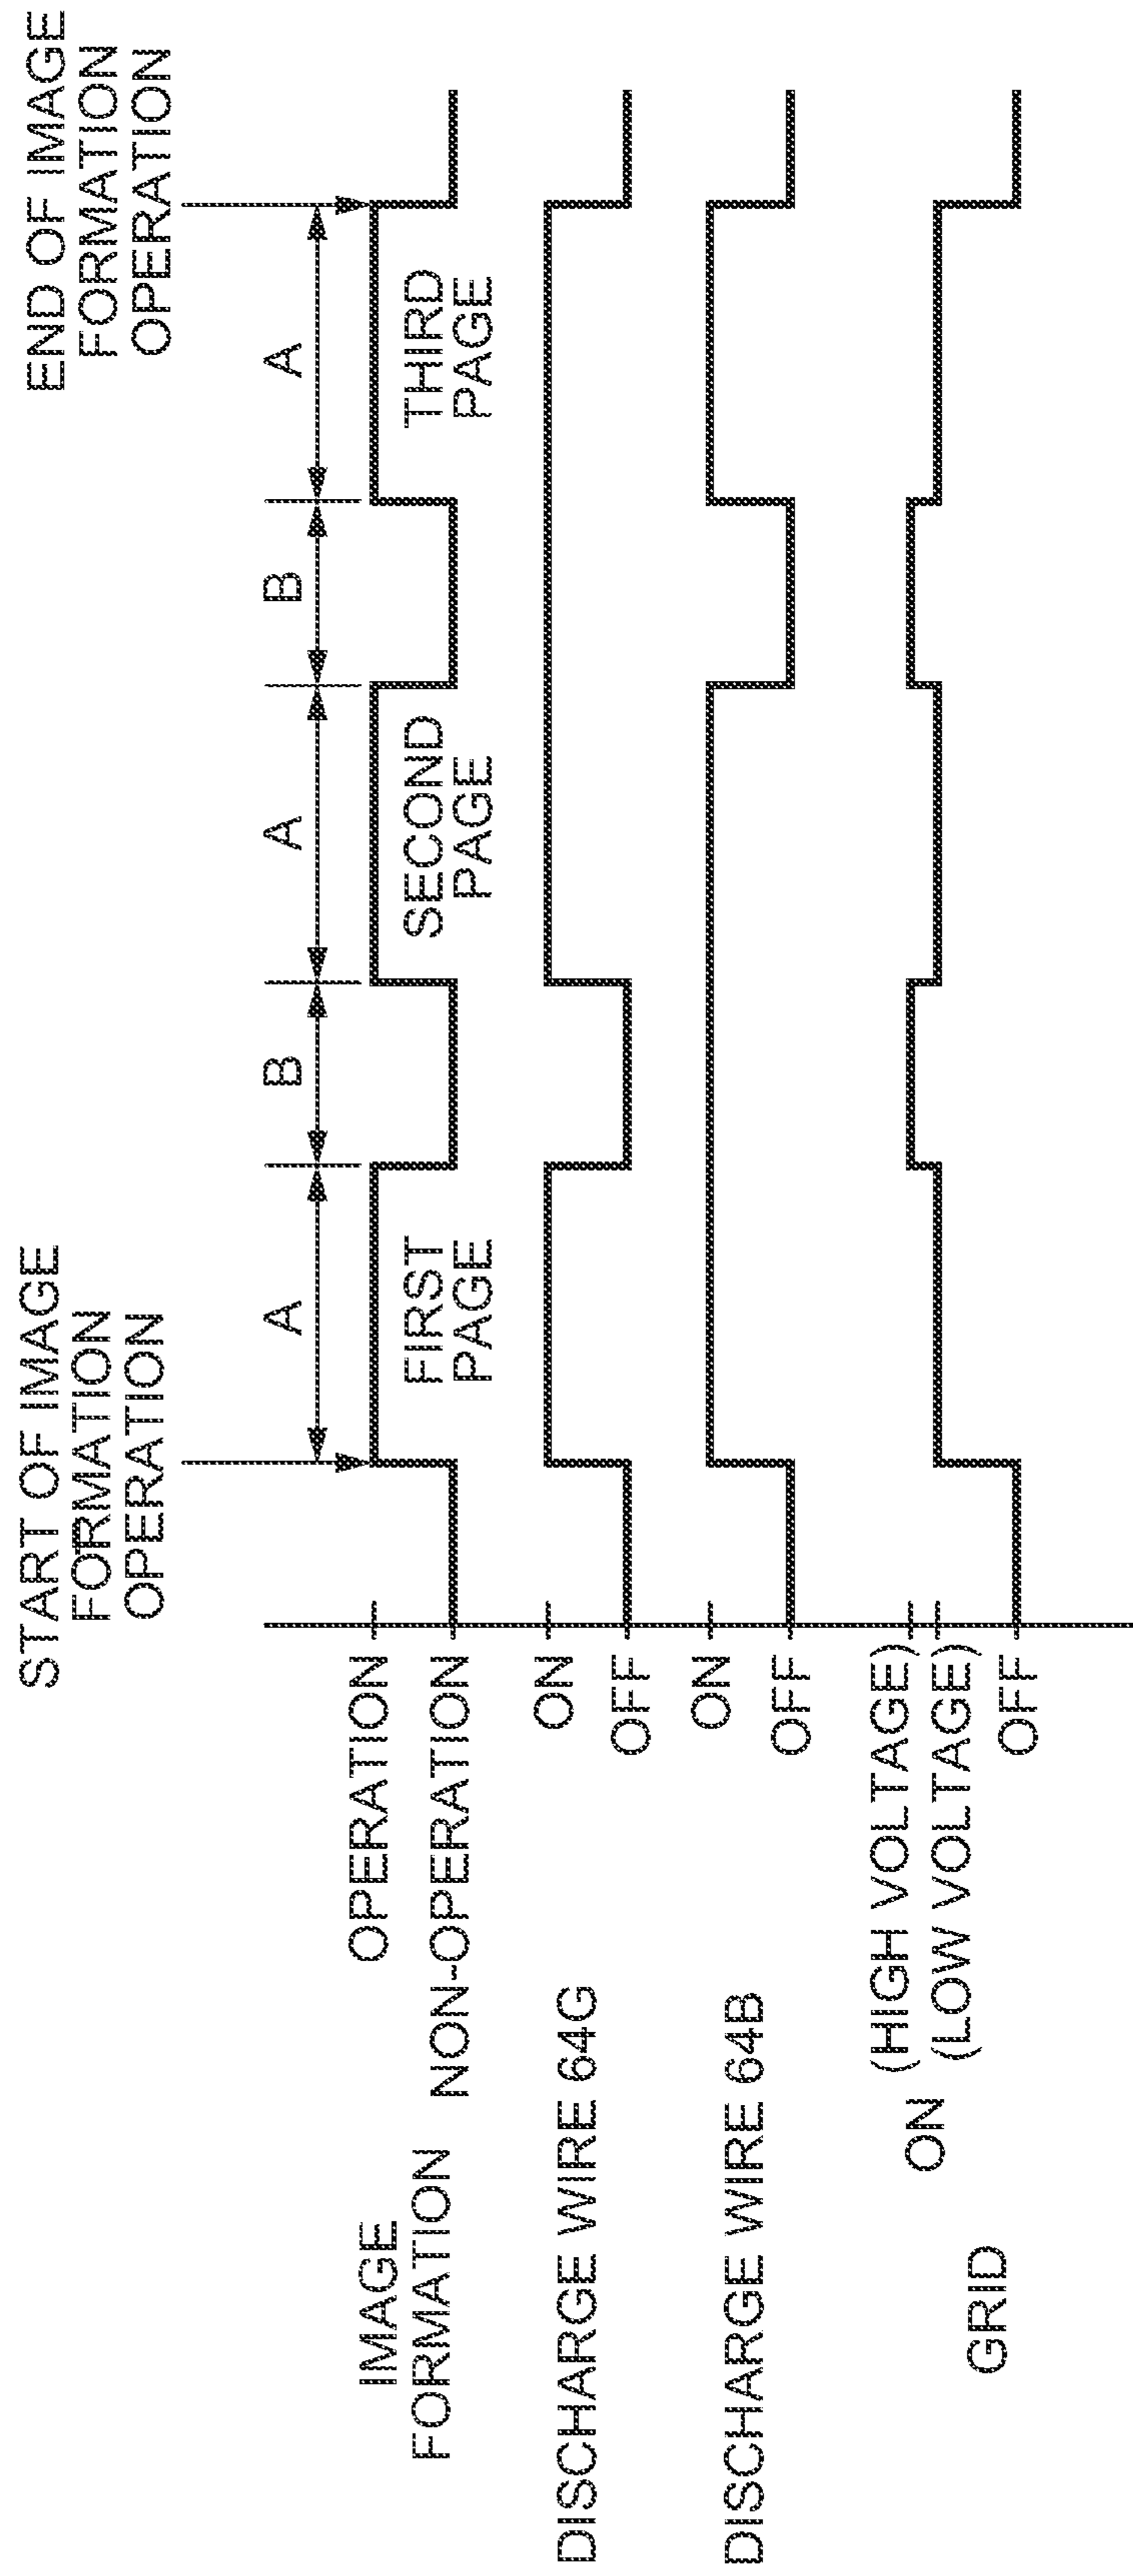 START OF IMAGE
FORMATION
OPERATION
END OF IMAGE
FORMATION
OPERATION
A
B
A
B
A
IMAGE
FORMATION
OPERATION
NON-OPERATION
FIRST
PAGE
SECOND
PAGE
THIRD
PAGE
DISCHARGE WIRE 64G
ON
OFF
DISCHARGE WIRE 64B
ON
OFF
GRID
ON
(HIGH VOLTAGE)
(LOW VOLTAGE)
OFF